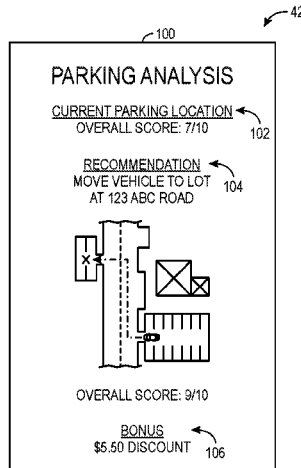 42
100
PARKING ANALYSIS
CURRENT PARKING LOCATION
OVERALL SCORE: 7/10
102
RECOMMENDATION
MOVE VEHICLE TO LOT
AT 123 ABC ROAD
104
X
OVERALL SCORE: 9/10
BONUS
$5.50 DISCOUNT
106